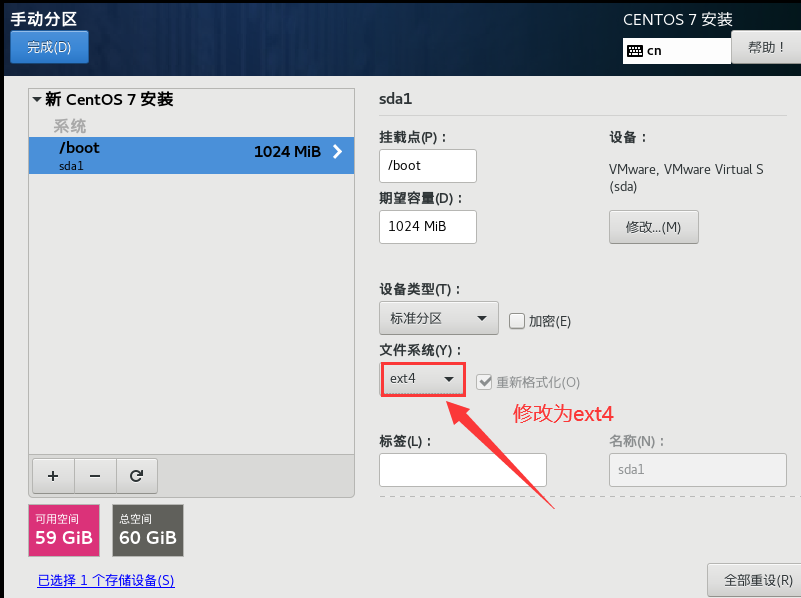 手动分区
CENTOS 7 安装
完成(D)
cn
帮助！
新 CentOS 7 安装
系统
/boot
1024 MiB
sda1
sda1
挂载点(P)：
/boot
期望容量(D)：
1024 MiB
设备：
VMware, VMware Virtual S
(sda)
修改...(M)
设备类型(T)：
标准分区
加密(E)
文件系统(Y)：
ext4
重新格式化(O)
修改为ext4
标签(L)：
名称(N)：
sda1
可用空间
59 GiB
总空间
60 GiB
已选择 1 个存储设备(S)
全部重设(R)